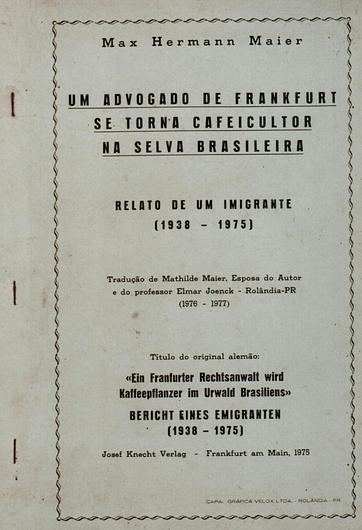 Max Hermann Maier
UM ADVOGADO DE FRANKFURT
SE TORNA CAFEICULTOR
NA SELVA BRASILEIRA
RELATO DE UM IMIGRANTE
(1938 – 1975)
Tradução de Mathilde Maier, Esposa do Autor
e do professor Elmar Joenck - Rolândia-PR
(1976 - 1977)
Título do original alemão:
«Ein Franfurter Rechtsanwalt wird
Kaffeepflanzer im Urwald Brasiliens»
BERICHT EINES EMIGRANTEN
(1938 – 1975)
Josef Knecht Verlag - Frankfurt am Main, 1975
CAPA: GRÁFICA VELOX LTDA. - ROLÂNDIA - PR